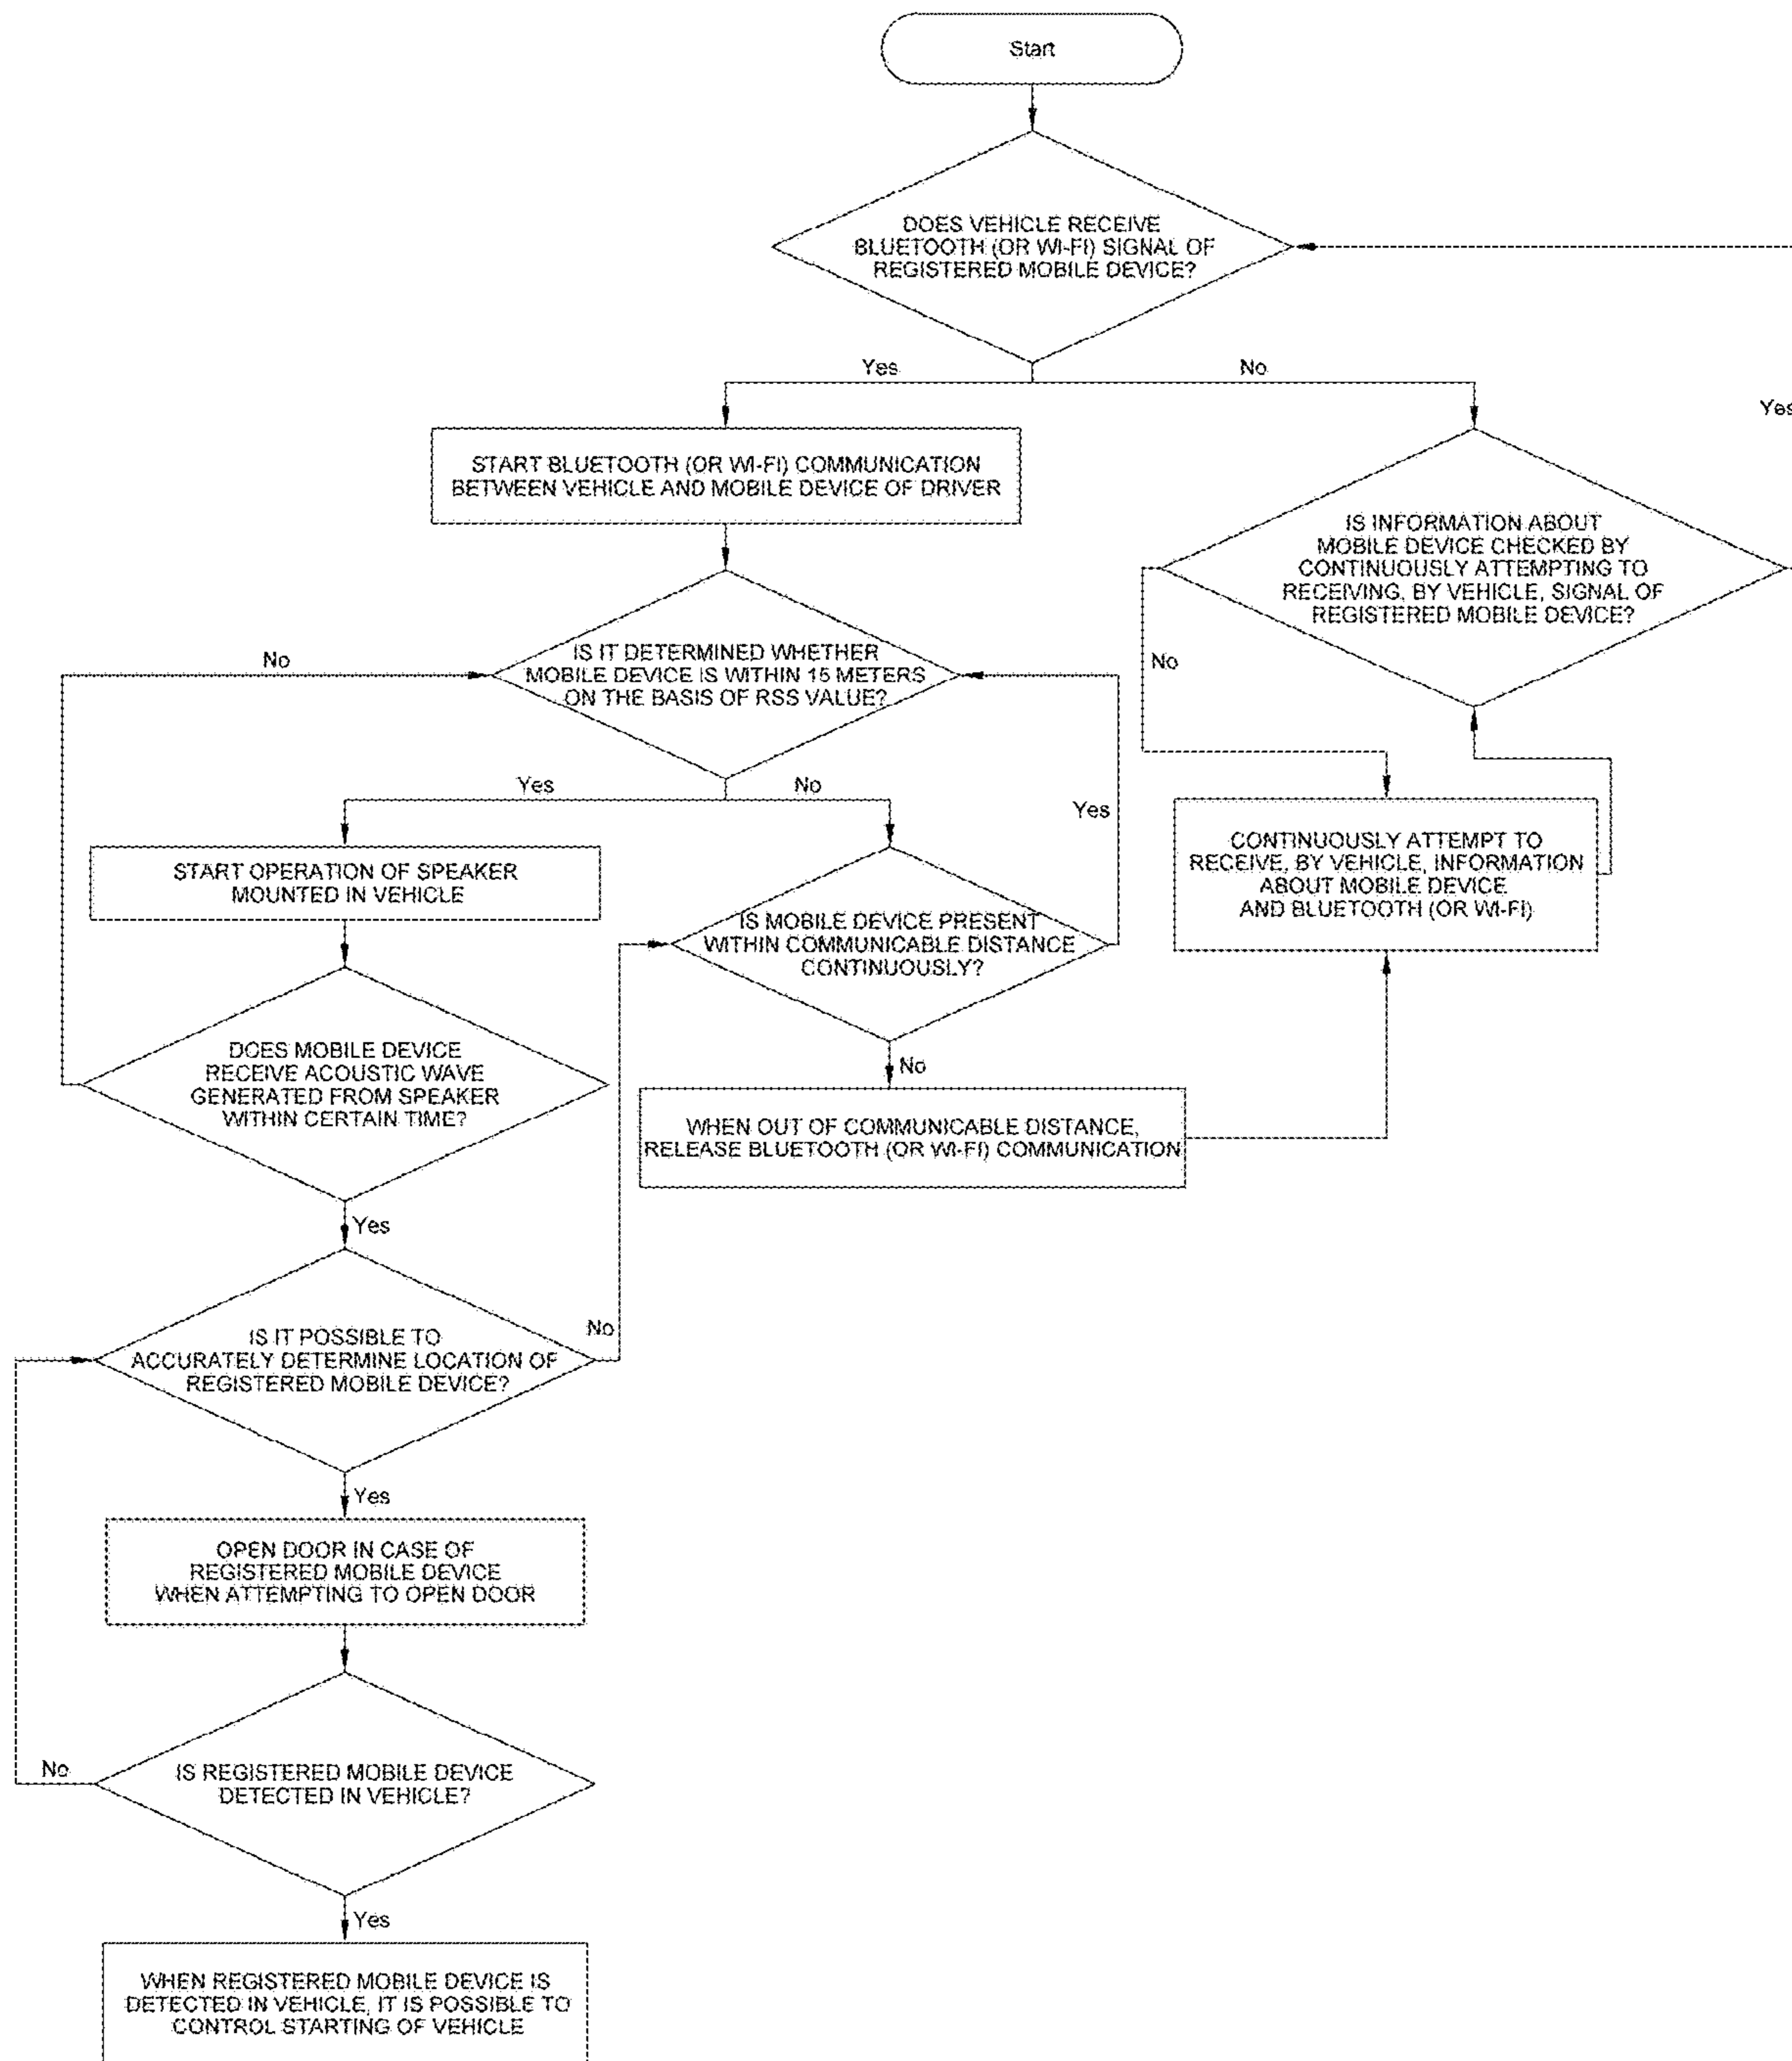 Start
DOES VEHICLE RECEIVE
BLUETOOTH (OR WI-FI) SIGNAL OF
REGISTERED MOBILE DEVICE?
Yes
No
Yes
START BLUETOOTH (OR WI-FI) COMMUNICATION
BETWEEN VEHICLE AND MOBILE DEVICE OF DRIVER
IS INFORMATION ABOUT
MOBILE DEVICE CHECKED BY
CONTINUOUSLY ATTEMPTING TO
RECEIVING, BY VEHICLE, SIGNAL OF
REGISTERED MOBILE DEVICE?
No
No
IS IT DETERMINED WHETHER
MOBILE DEVICE IS WITHIN 15 METERS
ON THE BASIS OF RSS VALUE?
Yes
No
Yes
START OPERATION OF SPEAKER
MOUNTED IN VEHICLE
CONTINUOUSLY ATTEMPT TO
RECEIVE, BY VEHICLE, INFORMATION
ABOUT MOBILE DEVICE
AND BLUETOOTH (OR WI-FI)
IS MOBILE DEVICE PRESENT
WITHIN COMMUNICABLE DISTANCE
CONTINUOUSLY?
No
DOES MOBILE DEVICE
RECEIVE ACOUSTIC WAVE
GENERATED FROM SPEAKER
WITHIN CERTAIN TIME?
WHEN OUT OF COMMUNICABLE DISTANCE,
RELEASE BLUETOOTH (OR WI-FI) COMMUNICATION
Yes
IS IT POSSIBLE TO
ACCURATELY DETERMINE LOCATION OF
REGISTERED MOBILE DEVICE?
No
Yes
OPEN DOOR IN CASE OF
REGISTERED MOBILE DEVICE
WHEN ATTEMPTING TO OPEN DOOR
No
IS REGISTERED MOBILE DEVICE
DETECTED IN VEHICLE?
Yes
WHEN REGISTERED MOBILE DEVICE IS
DETECTED IN VEHICLE, IT IS POSSIBLE TO
CONTROL STARTING OF VEHICLE